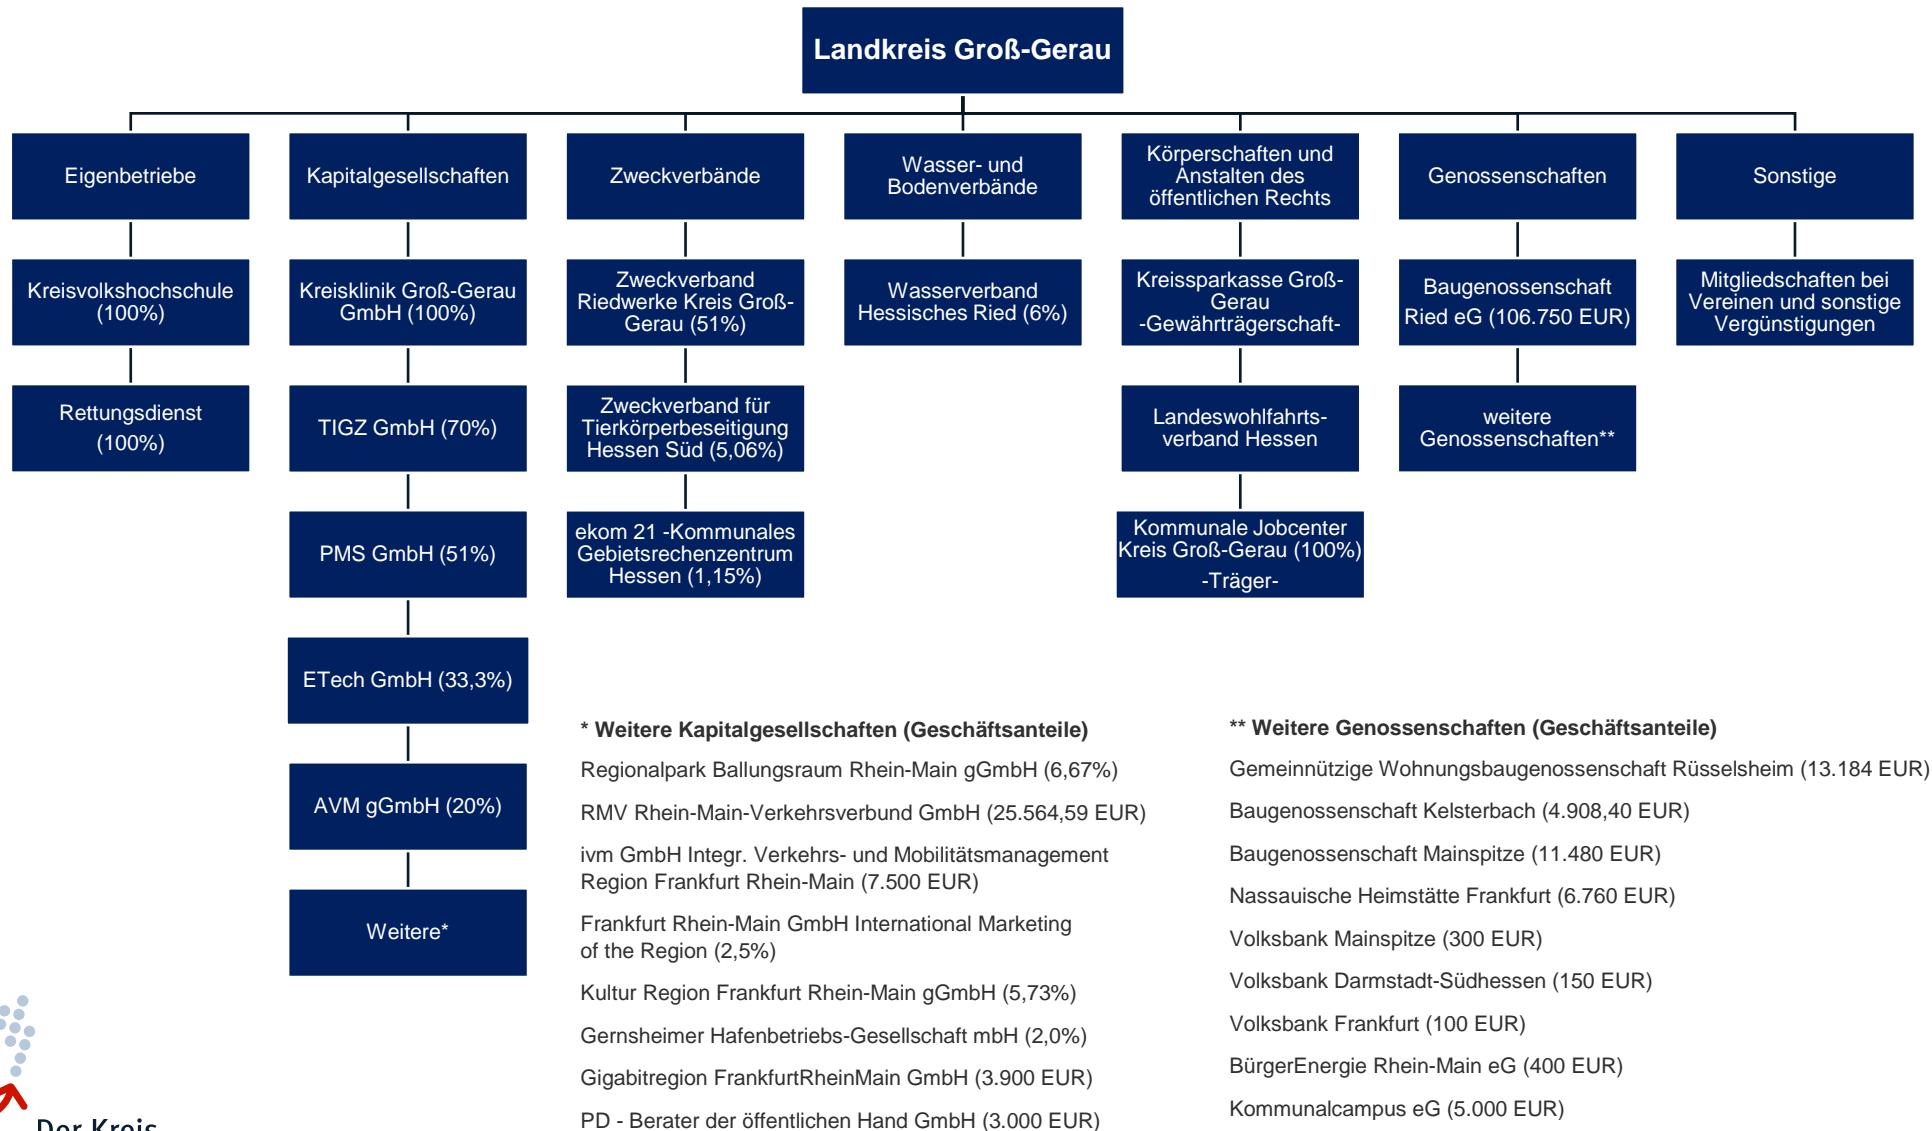 Landkreis Groß-Gerau
Eigenbetriebe
Kreisvolkshochschule
(100%)
Rettungsdienst
(100%)
Kapitalgesellschaften
Kreisklinik Groß-Gerau
GmbH (100%)
TIGZ GmbH (70%)
PMS GmbH (51%)
ETech GmbH (33,3%)
AVM gGmbH (20%)
Weitere*
Zweckverbände
Zweckverband
Riedwerke Kreis Groß-
Gerau (51%)
Zweckverband für
Tierkörperbeseitigung
Hessen Süd (5,06%)
ekom 21 -Kommunales
Gebietsrechenzentrum
Hessen (1,15%)
Wasser- und
Bodenverbände
Wasserverband
Hessisches Ried (6%)
Körperschaften und
Anstalten des
öffentlichen Rechts
Kreissparkasse Groß-
Gerau
-Gewährträgerschaft-
Landeswohlfahrts-
verband Hessen
Kommunale Jobcenter
Kreis Groß-Gerau (100%)
-Träger-
Genossenschaften
Baugenossenschaft
Ried eG (106.750 EUR)
weitere
Genossenschaften**
Sonstige
Mitgliedschaften bei
Vereinen und sonstige
Vergünstigungen
* Weitere Kapitalgesellschaften (Geschäftsanteile)
Regionalpark Ballungsraum Rhein-Main gGmbH (6,67%)
RMV Rhein-Main-Verkehrsverbund GmbH (25.564,59 EUR)
ivm GmbH Integr. Verkehrs- und Mobilitätsmanagement
Region Frankfurt Rhein-Main (7.500 EUR)
Frankfurt Rhein-Main GmbH International Marketing
of the Region (2,5%)
Kultur Region Frankfurt Rhein-Main gGmbH (5,73%)
Gernsheimer Hafenbetriebs-Gesellschaft mbH (2,0%)
Gigabitregion FrankfurtRheinMain GmbH (3.900 EUR)
PD - Berater der öffentlichen Hand GmbH (3.000 EUR)
** Weitere Genossenschaften (Geschäftsanteile)
Gemeinnützige Wohnungsbaugenossenschaft Rüsselsheim (13.184 EUR)
Baugenossenschaft Kelsterbach (4.908,40 EUR)
Baugenossenschaft Mainspitze (11.480 EUR)
Nassauische Heimstätte Frankfurt (6.760 EUR)
Volksbank Mainspitze (300 EUR)
Volksbank Darmstadt-Südhessen (150 EUR)
Volksbank Frankfurt (100 EUR)
BürgerEnergie Rhein-Main eG (400 EUR)
Kommunalcampus eG (5.000 EUR)
Der Kreis